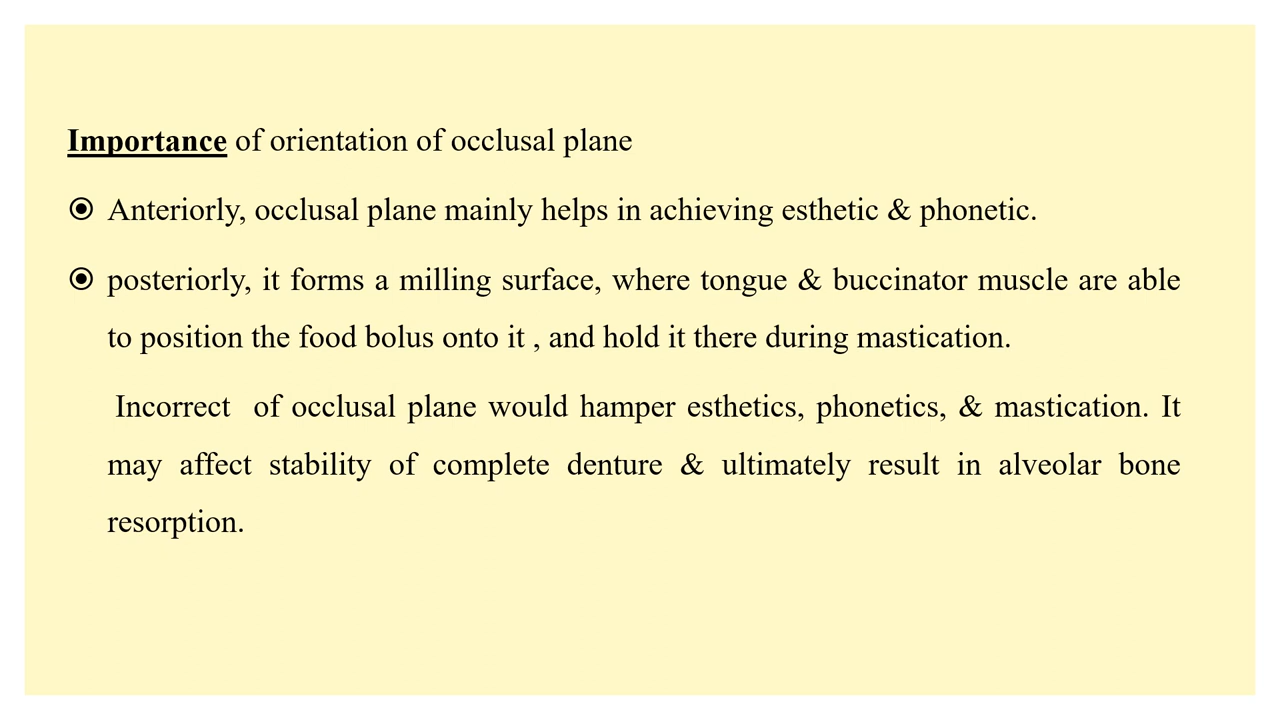 Importance of orientation of occlusal plane
⦿ Anteriorly, occlusal plane mainly helps in achieving esthetic & phonetic.
⦿ posteriorly, it forms a milling surface, where tongue & buccinator muscle are able
to position the food bolus onto it , and hold it there during mastication.
Incorrect  of occlusal plane would hamper esthetics, phonetics, & mastication. It
may affect stability of complete denture & ultimately result in alveolar bone
resorption.